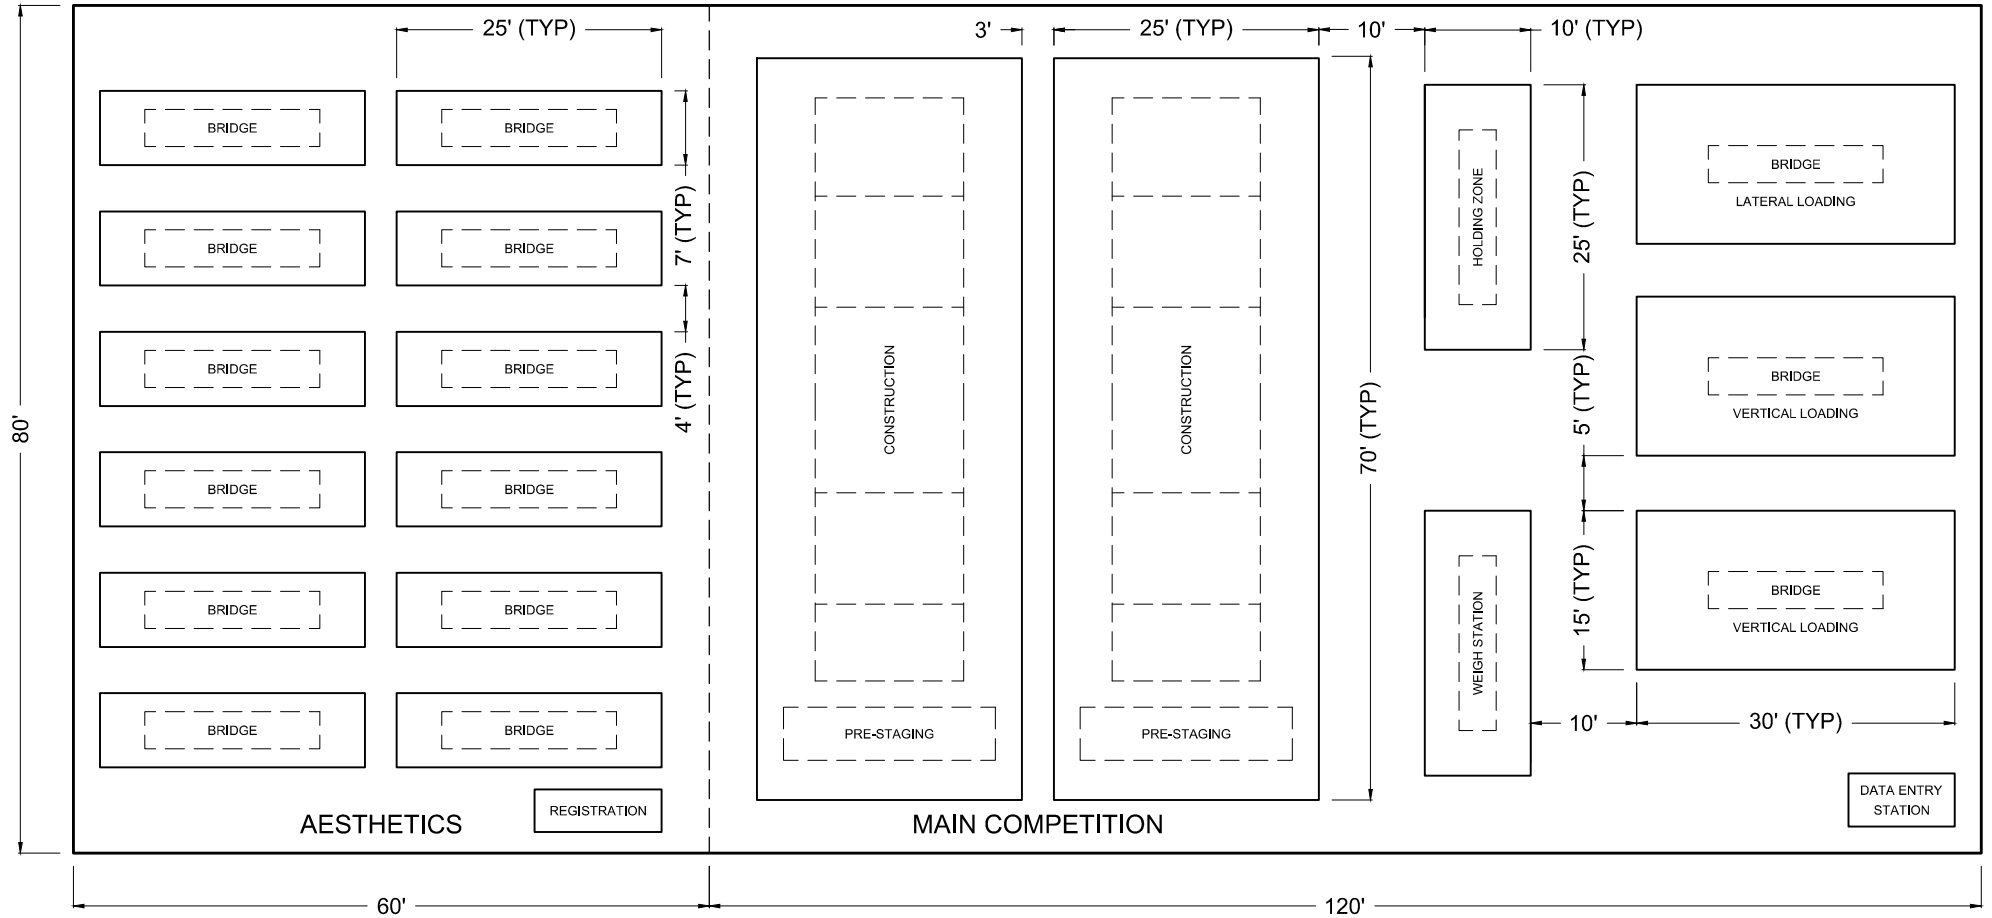 25' (TYP)
3'
25' (TYP)
10'
10' (TYP)
BRIDGE
BRIDGE
7' (TYP)
BRIDGE
BRIDGE
4' (TYP)
BRIDGE
BRIDGE
BRIDGE
BRIDGE
BRIDGE
BRIDGE
BRIDGE
BRIDGE
80'
AESTHETICS
REGISTRATION
CONSTRUCTION
PRE-STAGING
CONSTRUCTION
PRE-STAGING
70' (TYP)
MAIN COMPETITION
HOLDING ZONE
25' (TYP)
5' (TYP)
15' (TYP)
WEIGH STATION
BRIDGE
LATERAL LOADING
BRIDGE
VERTICAL LOADING
BRIDGE
VERTICAL LOADING
10'
30' (TYP)
DATA ENTRY
STATION
60'
120'